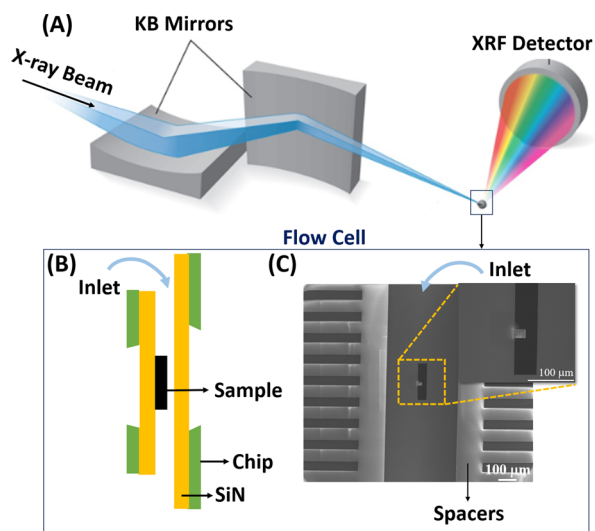 (A)
KB Mirrors
X-ray Beam
XRF Detector
Flow Cell
(B)
Inlet
Sample
Chip
SiN
(C)
Inlet
100 μm
100 μm
Spacers